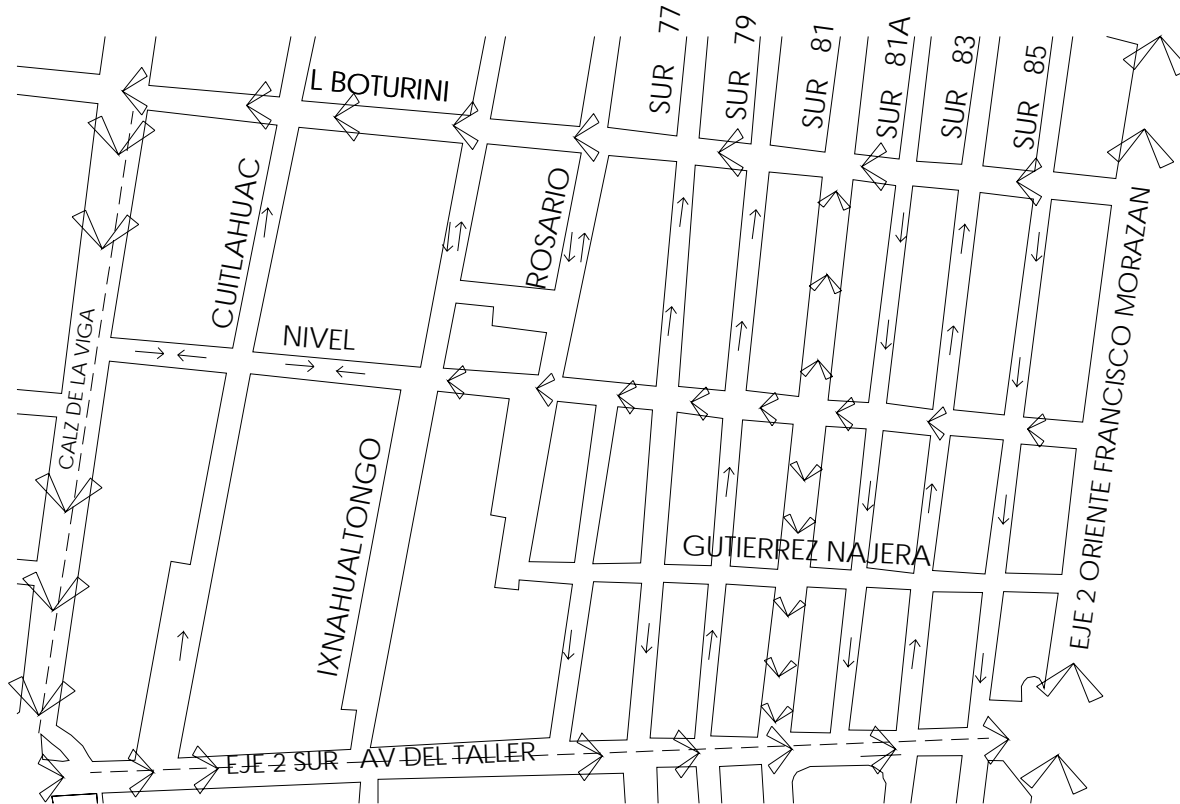 SUR 77
SUR 79
SUR 81
SUR 81A
SUR 83
SUR 85
L BOTURINI
CUITLAHUAC
ROSARIO
NIVEL
CALZ DE LA VIGA
IXNAHUALTONGO
GUTIERREZ NAJERA
EJE 2 ORIENTE FRANCISCO MORAZAN
EJE 2 SUR AV DEL TALLER